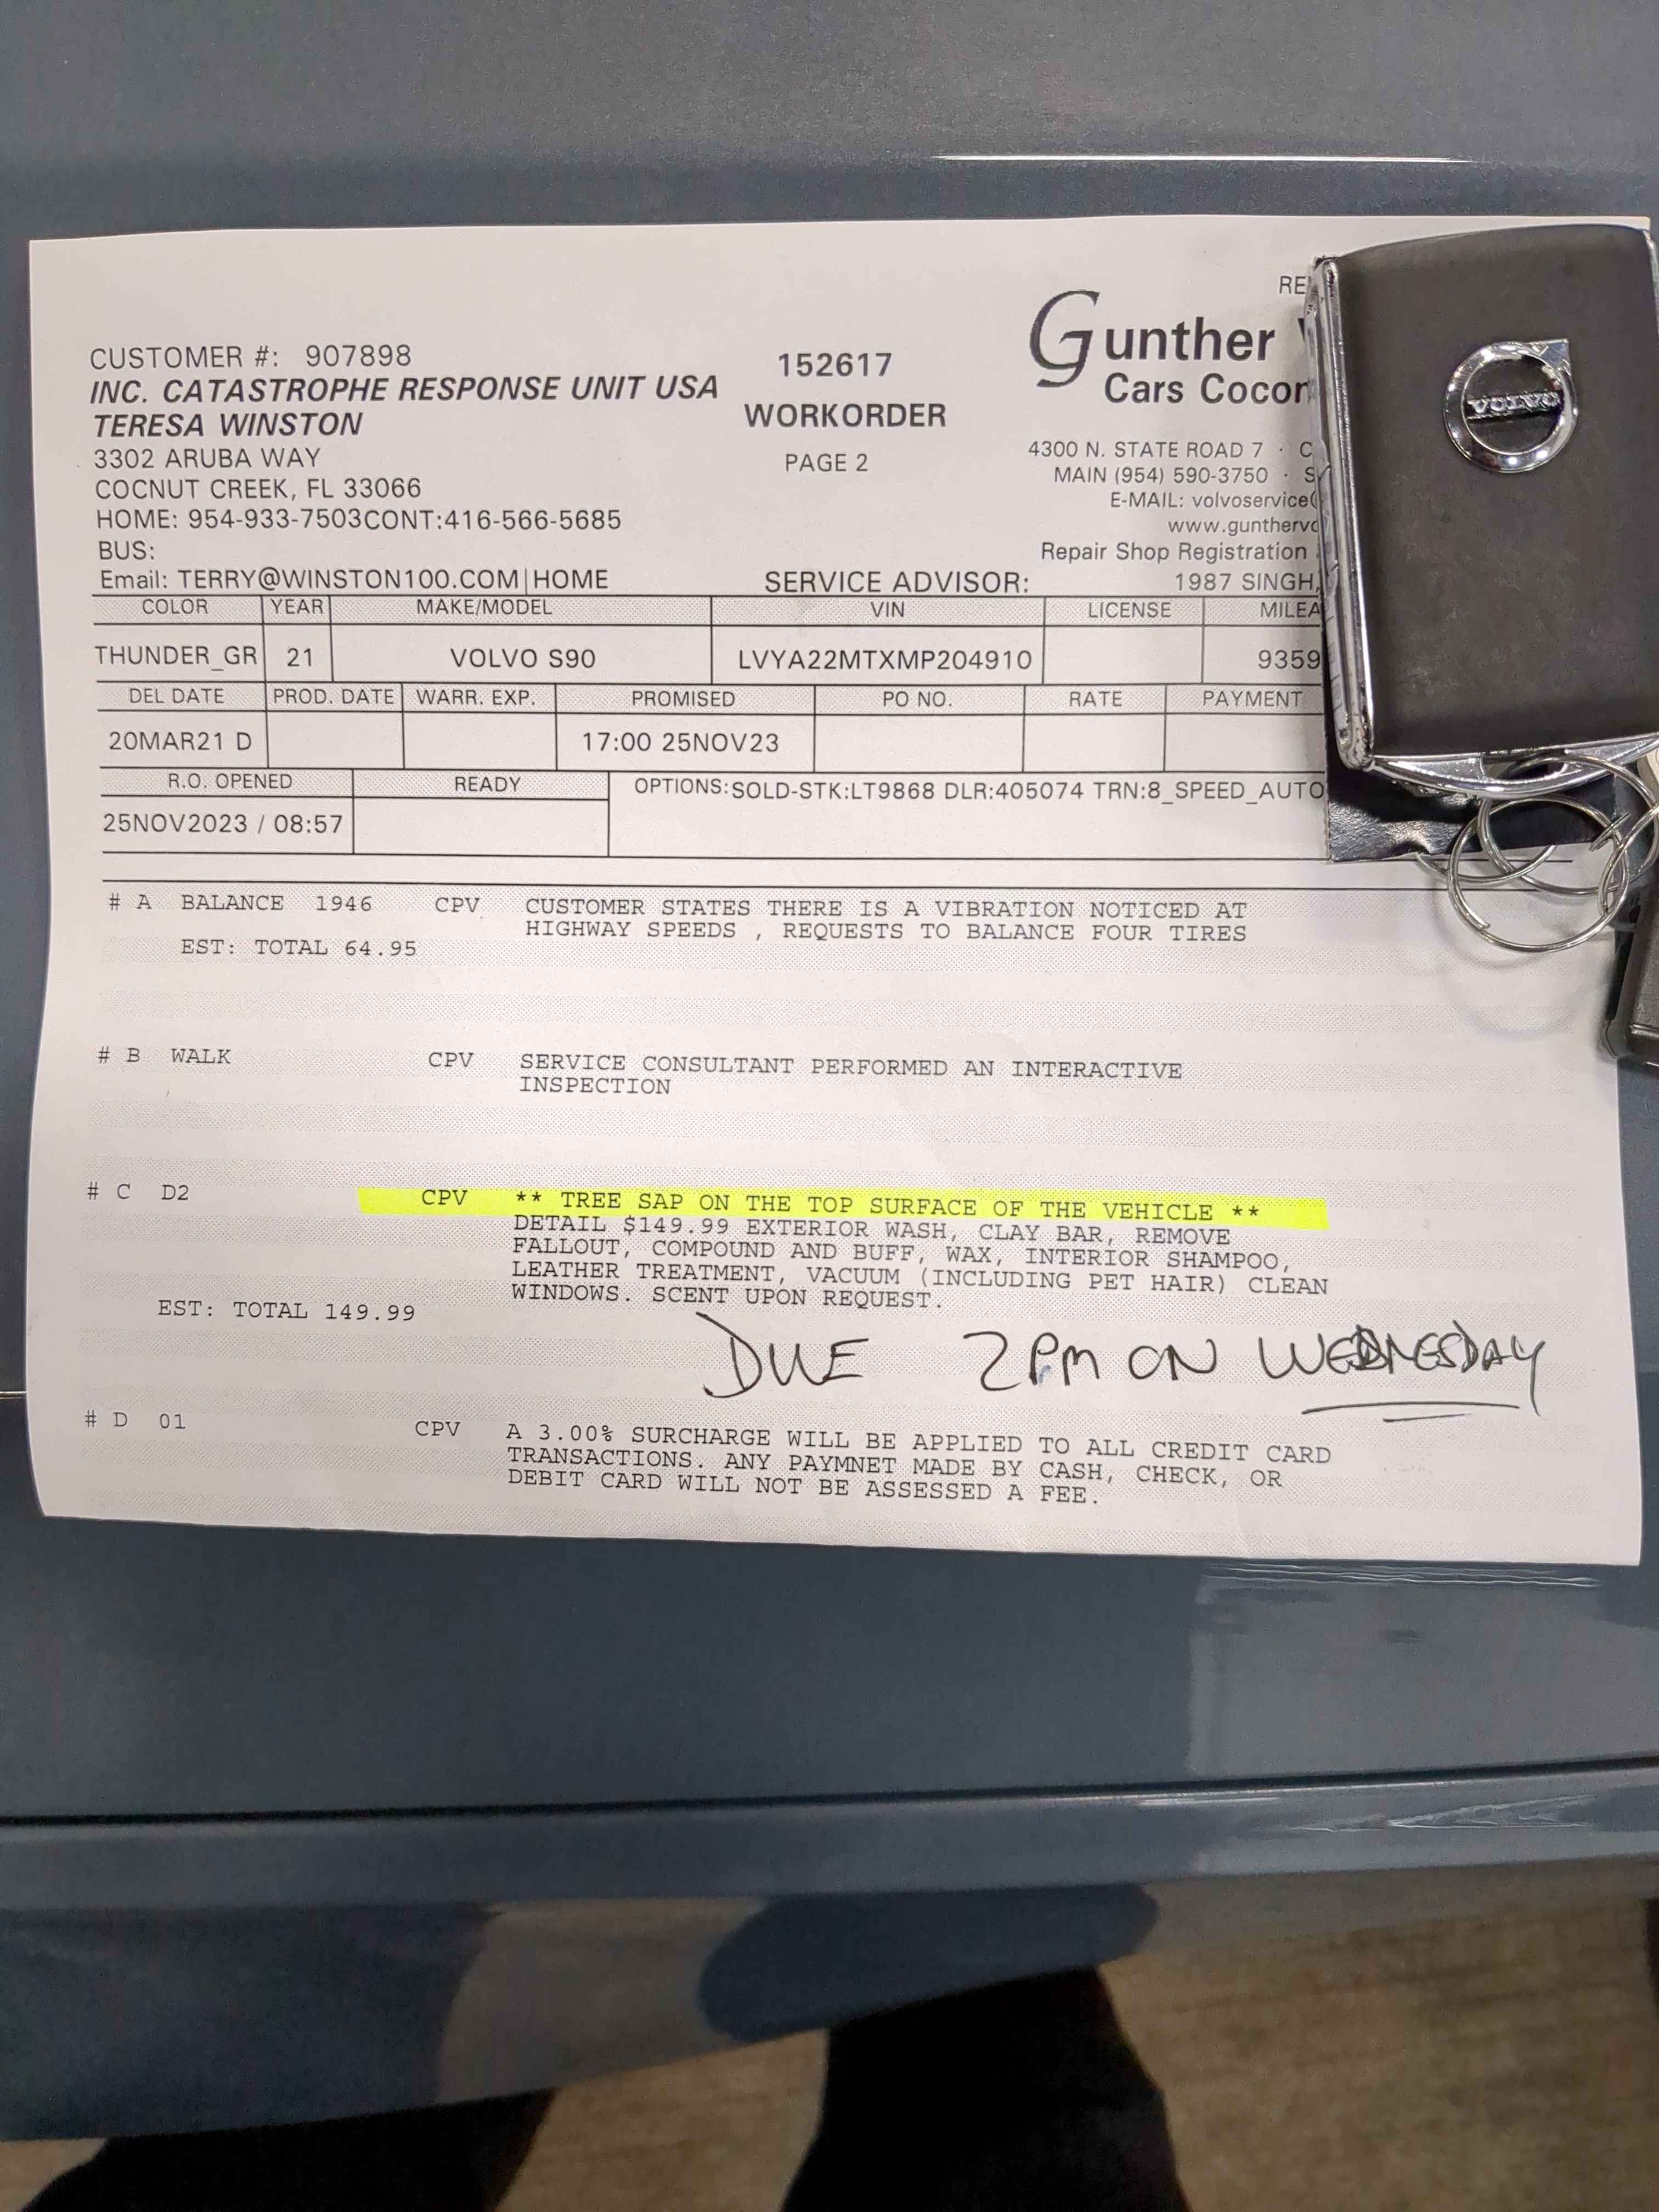 RE
Gunther
Cars Cocon
CUSTOMER #: 907898
INC. CATASTROPHE RESPONSE UNIT USA
TERESA WINSTON
3302 ARUBA WAY
COCNUT CREEK, FL 33066
HOME: 954-933-7503CONT:416-566-5685
BUS:
Email: TERRY@WINSTON100.COM|HOME
152617
WORKORDER
PAGE 2
4300 N. STATE ROAD 7 · C
MAIN (954) 590-3750 · S
E-MAIL: volvoservice
www.gunthervo
Repair Shop Registration
SERVICE ADVISOR: 1987 SINGH,
COLOR YEAR MAKE/MODEL VIN LICENSE MILEA
THUNDER_GR 21 VOLVO S90 LVYA22MTXMP204910 9359
DEL DATE PROD. DATE WARR. EXP. PROMISED PO NO. RATE PAYMENT
20MAR21 D 17:00 25NOV23
R.O. OPENED READY OPTIONS:SOLD-STK:LT9868 DLR:405074 TRN:8_SPEED_AUTO
25NOV2023 / 08:57
# A BALANCE 1946 CPV CUSTOMER STATES THERE IS A VIBRATION NOTICED AT
HIGHWAY SPEEDS , REQUESTS TO BALANCE FOUR TIRES
EST: TOTAL 64.95
# B WALK CPV SERVICE CONSULTANT PERFORMED AN INTERACTIVE
INSPECTION
# C D2 CPV ** TREE SAP ON THE TOP SURFACE OF THE VEHICLE **
DETAIL $149.99 EXTERIOR WASH, CLAY BAR, REMOVE
FALLOUT, COMPOUND AND BUFF, WAX, INTERIOR SHAMPOO,
LEATHER TREATMENT, VACUUM (INCLUDING PET HAIR) CLEAN
WINDOWS. SCENT UPON REQUEST.
EST: TOTAL 149.99
DUE 2PM ON WEDNESDAY
# D 01 CPV A 3.00% SURCHARGE WILL BE APPLIED TO ALL CREDIT CARD
TRANSACTIONS. ANY PAYMNET MADE BY CASH, CHECK, OR
DEBIT CARD WILL NOT BE ASSESSED A FEE.
VOLVO